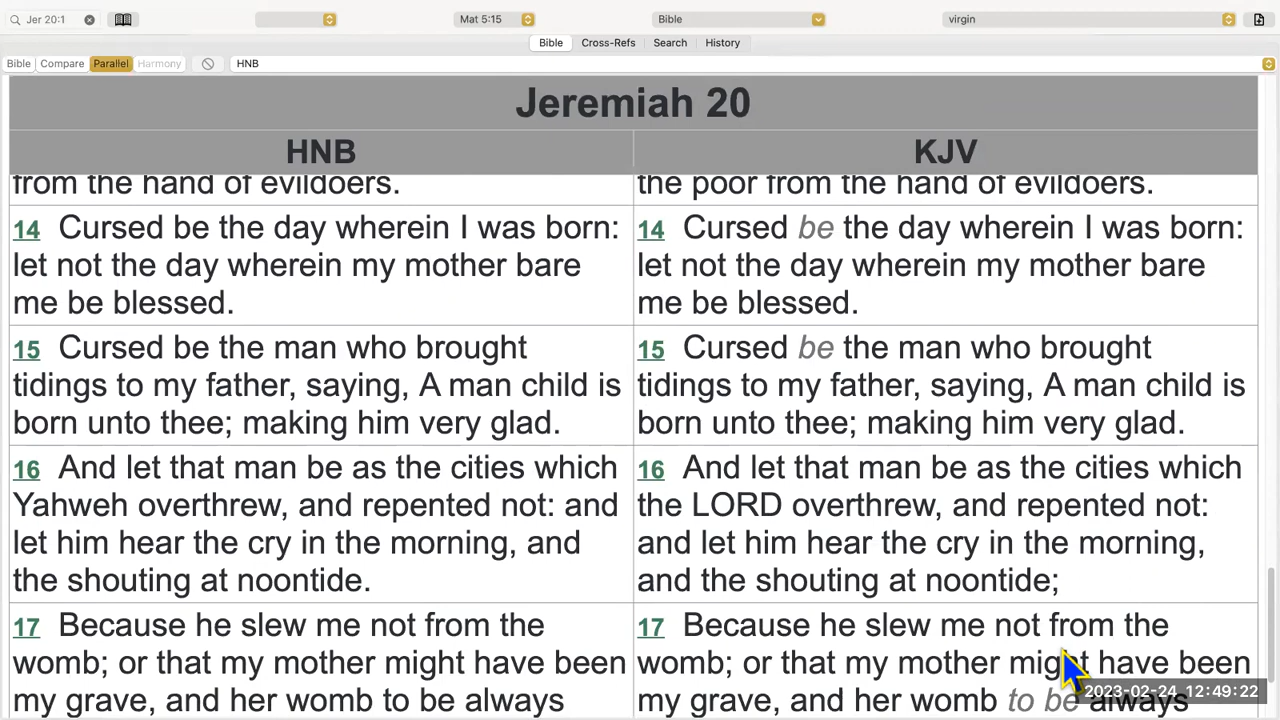 Jer 20:1
Mat 5:15
Bible
virgin
Bible Cross-Refs Search History
Bible Compare Parallel Harmony
HNB
Jeremiah 20
HNB
from the hand of evildoers.
14 Cursed be the day wherein I was born:
let not the day wherein my mother bare
me be blessed.
15 Cursed be the man who brought
tidings to my father, saying, A man child is
born unto thee; making him very glad.
16 And let that man be as the cities which
Yahweh overthrew, and repented not: and
let him hear the cry in the morning, and
the shouting at noontide.
17 Because he slew me not from the
womb; or that my mother might have been
my grave, and her womb to be always
KJV
the poor from the hand of evildoers.
14 Cursed be the day wherein I was born:
let not the day wherein my mother bare
me be blessed.
15 Cursed be the man who brought
tidings to my father, saying, A man child is
born unto thee; making him very glad.
16 And let that man be as the cities which
the LORD overthrew, and repented not:
and let him hear the cry in the morning,
and the shouting at noontide;
17 Because he slew me not from the
womb; or that my mother might have been
my grave, and her womb to be always
2023-02-24 12:49:22